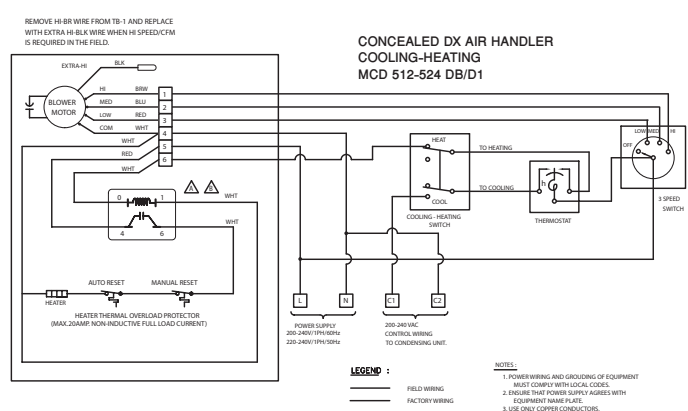 REMOVE HI-BR WIRE FROM TB-1 AND REPLACE
WITH EXTRA HI-BLK WIRE WHEN HI SPEED/CFM
IS REQUIRED IN THE FIELD.
CONCEALED DX AIR HANDLER
COOLING-HEATING
MCD 512-524 DB/D1
EXTRA-HI
BLK
BLOWER
MOTOR
HI
BRW
1
MED
BLU
2
LOW
RED
3
COM
WHT
4
WHT
5
RED
6
WHT
A
B
0
1
WHT
4
6
WHT
AUTO RESET
MANUAL RESET
HEATER
HEATER THERMAL OVERLOAD PROTECTOR
(MAX.20AMP. NON-INDUCTIVE FULL LOAD CURRENT)
HEAT
COOL
COOLING - HEATING
SWITCH
TO HEATING
TO COOLING
h
c
THERMOSTAT
LOW
MED
HI
OFF
3 SPEED
SWITCH
L
N
C1
C2
POWER SUPPLY
200-240V/1PH/60Hz
220-240V/1PH/50Hz
200-240 VAC
CONTROL WIRING
TO CONDENSING UNIT.
LEGEND :
FIELD WIRING
FACTORY WIRING
NOTES :
1. POWER WIRING AND GROUDING OF EQUIPMENT
MUST COMPLY WITH LOCAL CODES.
2. ENSURE THAT POWER SUPPLY AGREES WITH
EQUIPMENT NAME PLATE.
3. USE ONLY COPPER CONDUCTORS.